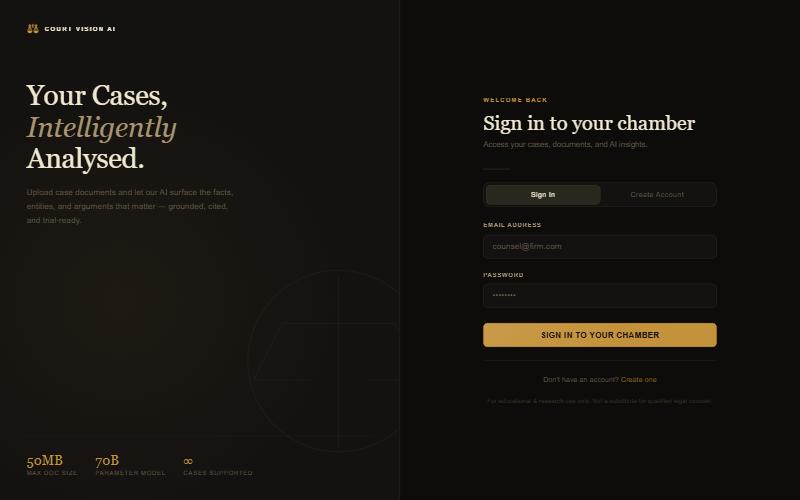 COURT VISION AI
Your Cases,
Intelligently
Analysed.
Upload case documents and let our AI surface the facts,
entities, and arguments that matter — grounded, cited,
and trial-ready.
50MB
MAX DOC SIZE
70B
PARAMETER MODEL
∞
CASES SUPPORTED
WELCOME BACK
Sign in to your chamber
Access your cases, documents, and AI insights.
Sign In
Create Account
EMAIL ADDRESS
counsel@firm.com
PASSWORD
••••••••
SIGN IN TO YOUR CHAMBER
Don't have an account? Create one
For educational & research use only. Not a substitute for qualified legal counsel.